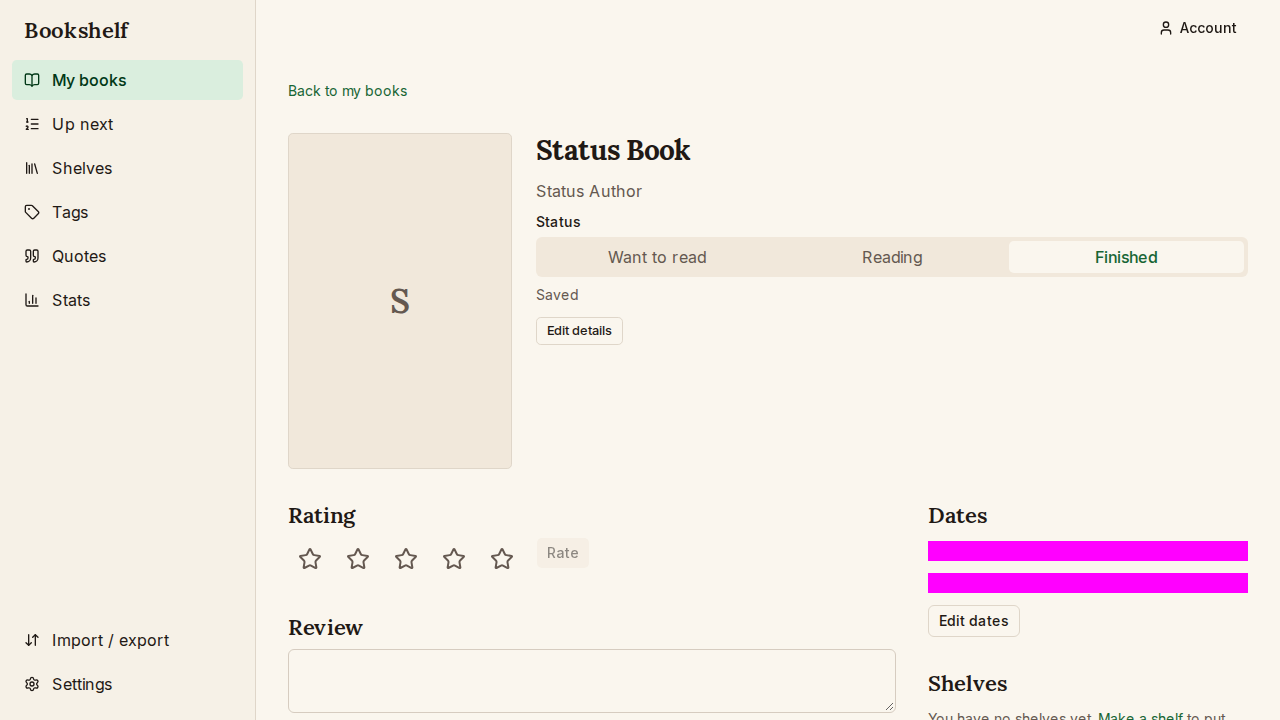 Bookshelf
My books
Up next
Shelves
Tags
Quotes
Stats
Import / export
Settings
Account
Back to my books
S
Status Book
Status Author
Status
Want to read
Reading
Finished
Saved
Edit details
Rating
Rate
Review
Dates
Edit dates
Shelves
You have no shelves yet. Make a shelf to put